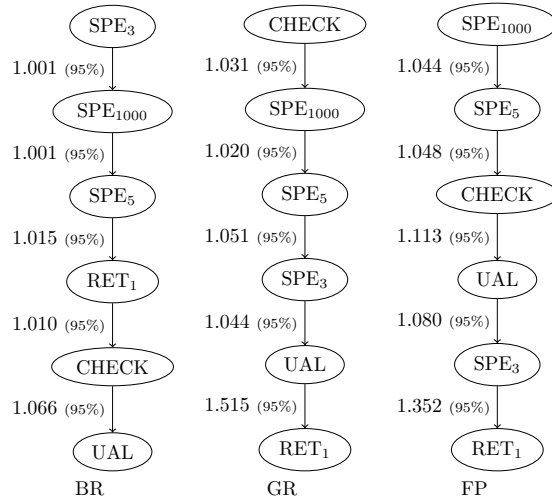 SPE₃
1.001 (95%)
SPE₁₀₀₀
1.001 (95%)
SPE₅
1.015 (95%)
RET₁
1.010 (95%)
CHECK
1.066 (95%)
UAL
BR
CHECK
1.031 (95%)
SPE₁₀₀₀
1.020 (95%)
SPE₅
1.051 (95%)
SPE₃
1.044 (95%)
UAL
1.515 (95%)
RET₁
GR
SPE₁₀₀₀
1.044 (95%)
SPE₅
1.048 (95%)
CHECK
1.113 (95%)
UAL
1.080 (95%)
SPE₃
1.352 (95%)
RET₁
FP